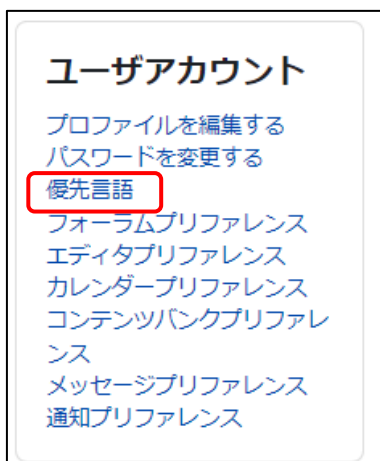 ユーザアカウント
プロファイルを編集する
パスワードを変更する
優先言語
フォーラムプリファレンス
エディタプリファレンス
カレンダープリファレンス
コンテンツバンクプリファレ
ンス
メッセージプリファレンス
通知プリファレンス